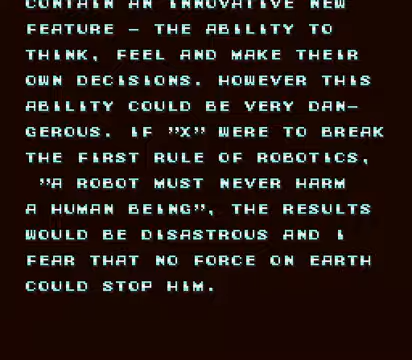 CONTAIN AN INNOVATIVE NEW
FEATURE - THE ABILITY TO
THINK, FEEL AND MAKE THEIR
OWN DECISIONS. HOWEVER THIS
ABILITY COULD BE VERY DAN-
GEROUS. IF "X" WERE TO BREAK
THE FIRST RULE OF ROBOTICS,
"A ROBOT MUST NEVER HARM
A HUMAN BEING", THE RESULTS
WOULD BE DISASTROUS AND I
FEAR THAT NO FORCE ON EARTH
COULD STOP HIM.